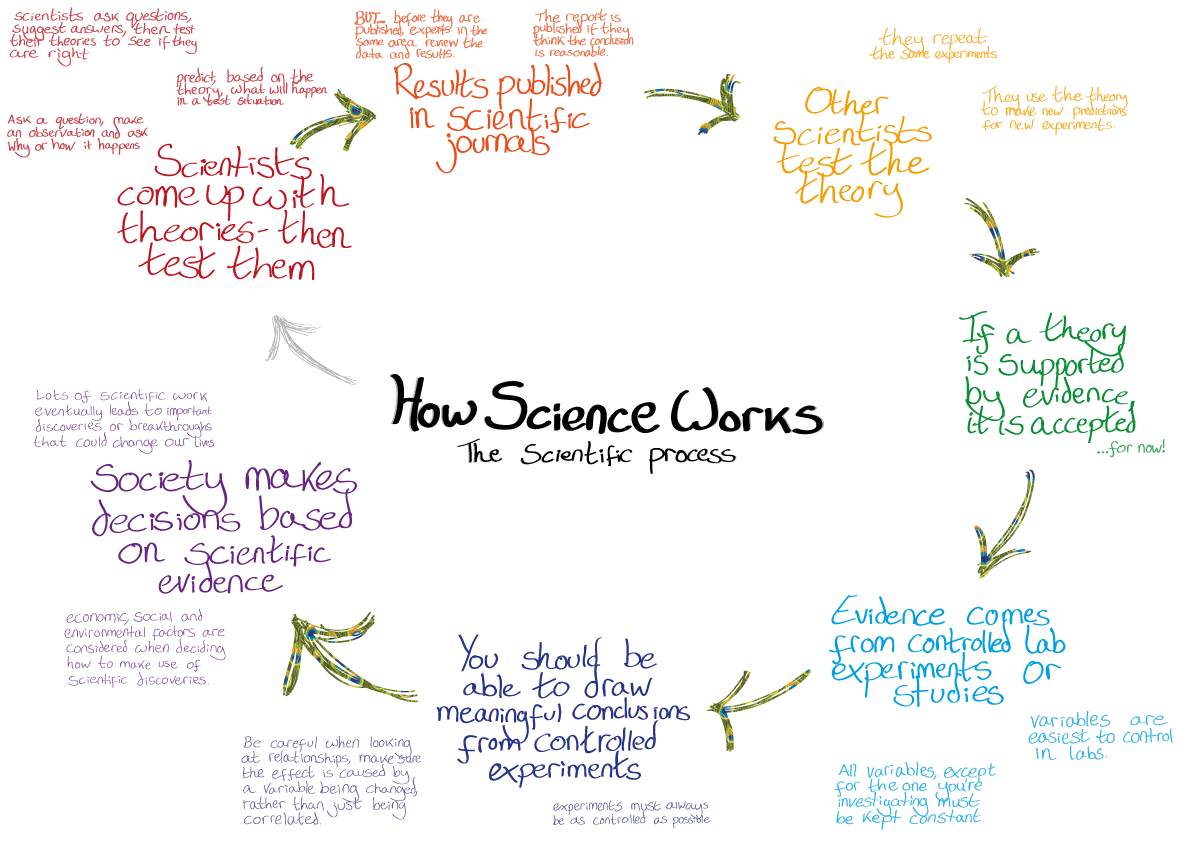 scientists ask questions,
suggest answers, then test
their theories to see if they
are right
predict, based on the
theory, what will happen
in a test situation
Ask a question, make
an observation and ask
why or how it happens
Scientists
come up with
theories- then
test them
BUT... before they are
published, experts in the
same area review the
data and results.
The report is
published if they
think the conclusion
is reasonable.
Results published
in scientific
journals
they repeat
the same experiments
They use the theory
to make new predictions
for new experiments.
Other
Scientists
test the
theory
If a theory
is supported
by evidence,
it is accepted
...for now!
How Science Works
The Scientific process
Evidence comes
from controlled lab
experiments or
studies
variables are
easiest to control
in labs.
All variables, except
for the one you're
investigating must
be kept constant
You should be
able to draw
meaningful conclusions
from controlled
experiments
experiments must always
be as controlled as possible
Be careful when looking
at relationships, make sure
the effect is caused by
a variable being changed,
rather than just being
correlated.
Lots of scientific work
eventually leads to important
discoveries or breakthroughs
that could change our lives
Society makes
decisions based
on scientific
evidence
economic, social and
environmental factors are
considered when deciding
how to make use of
scientific discoveries.